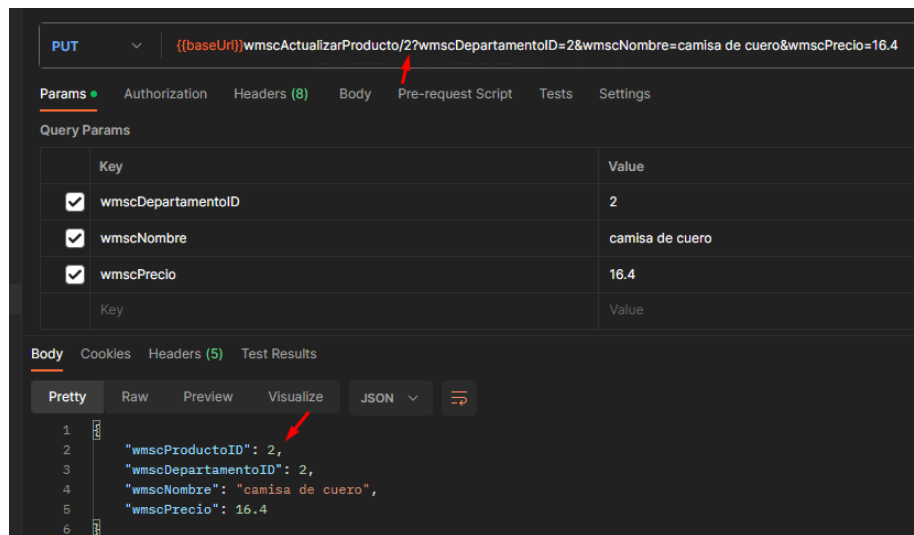 PUT {{baseUrl}}wmscActualizarProducto/2?wmscDepartamentoID=2&wmscNombre=camisa de cuero&wmscPrecio=16.4
Params Authorization Headers (8) Body Pre-request Script Tests Settings
Query Params
Key Value
wmscDepartamentoID 2
wmscNombre camisa de cuero
wmscPrecio 16.4
Key Value
Body Cookies Headers (5) Test Results
Pretty Raw Preview Visualize JSON
1 {
2 "wmscProductoID": 2,
3 "wmscDepartamentoID": 2,
4 "wmscNombre": "camisa de cuero",
5 "wmscPrecio": 16.4
6 }